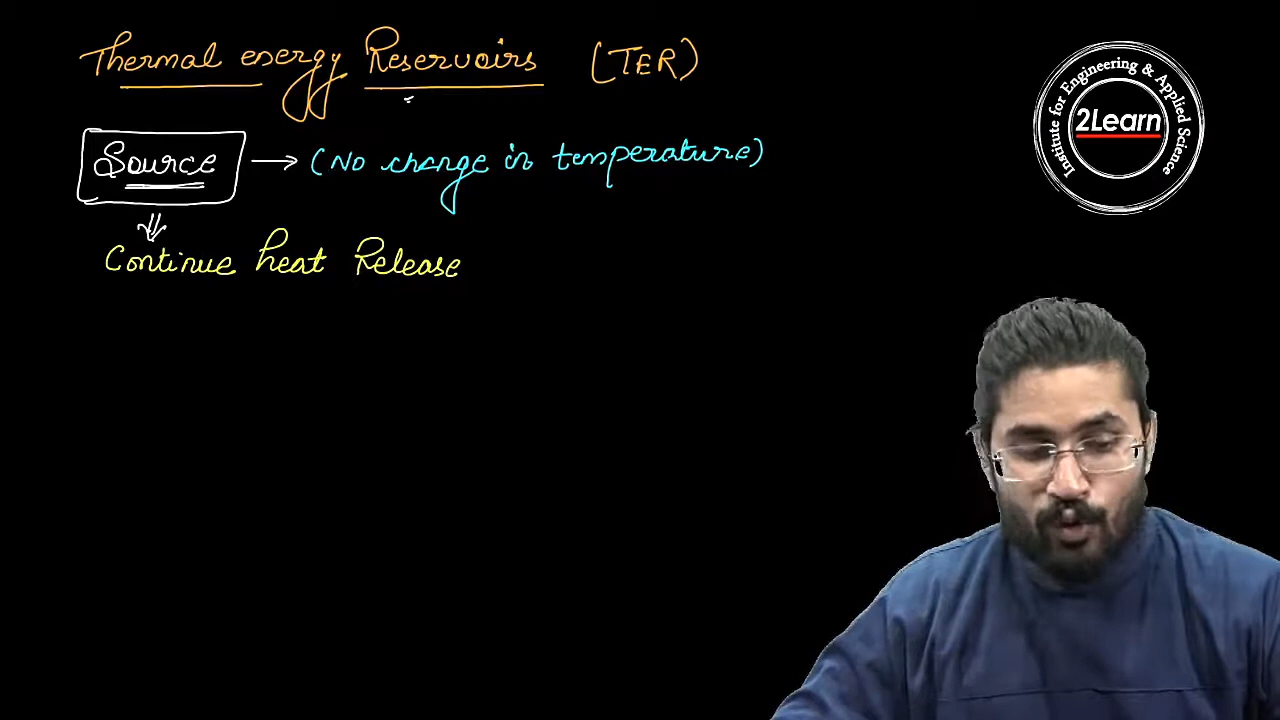 Thermal energy Reservoirs (TER)
Source → (No change in temperature)
Continue heat Release
Institute for Engineering & Applied Science
2Learn